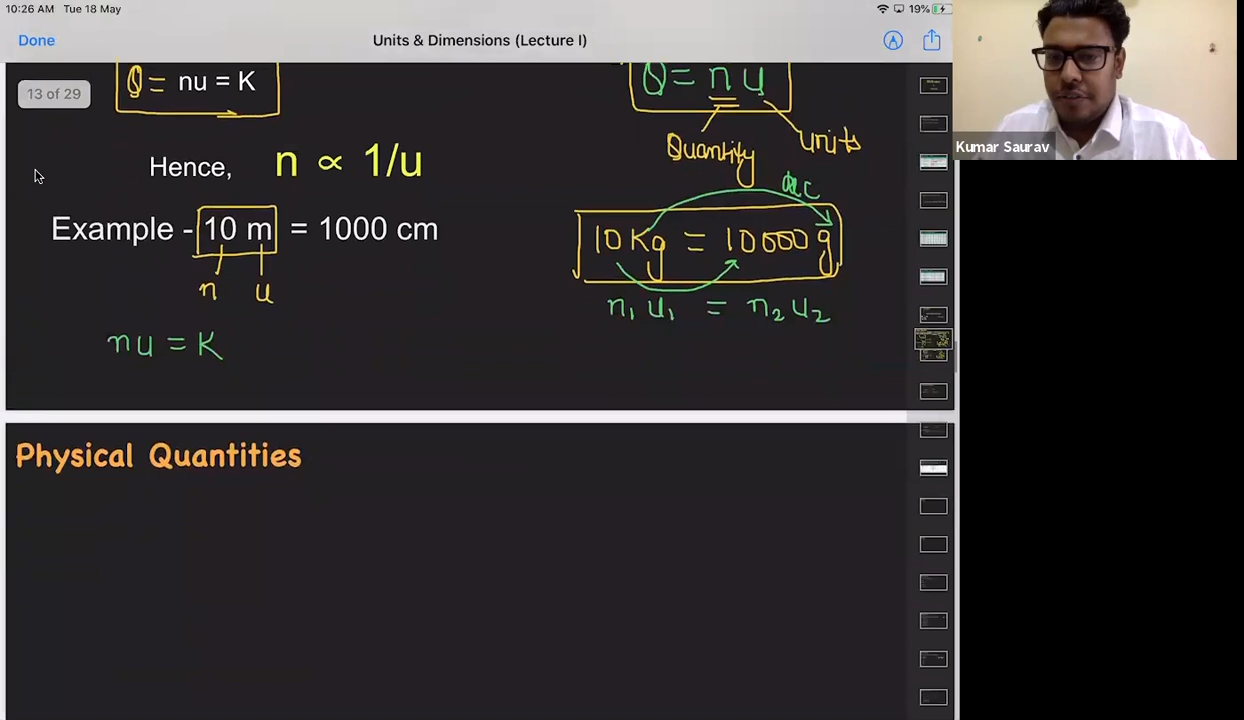 10:26 AM Tue 18 May
19%
Done
Units & Dimensions (Lecture I)
13 of 29
Q = nu = K
Q = n u
Quantity
units
Hence, n ∝ 1/u
Example - 10 m = 1000 cm
n u
nu = K
10 Kg = 10000 g
n₁ u₁ = n₂ u₂
Physical Quantities
Kumar Saurav